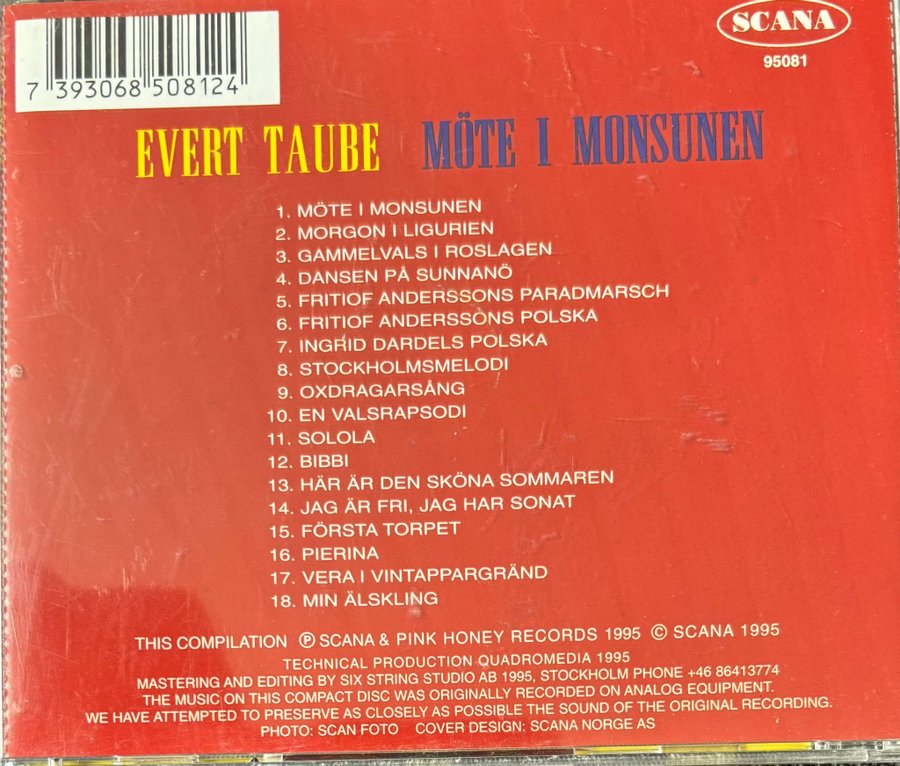 SCANA
95081
7 393068 508124
EVERT TAUBE MÖTE I MONSUNEN
1. MÖTE I MONSUNEN
2. MORGON I LIGURIEN
3. GAMMELVALS I ROSLAGEN
4. DANSEN PÅ SUNNANÖ
5. FRITIOF ANDERSSONS PARADMARSCH
6. FRITIOF ANDERSSONS POLSKA
7. INGRID DARDELS POLSKA
8. STOCKHOLMSMELODI
9. OXDRAGARSÅNG
10. EN VALSRAPSODI
11. SOLOLA
12. BIBBI
13. HÄR ÄR DEN SKÖNA SOMMAREN
14. JAG ÄR FRI, JAG HAR SONAT
15. FÖRSTA TORPET
16. PIERINA
17. VERA I VINTAPPARGRÄND
18. MIN ÄLSKLING
THIS COMPILATION ℗ SCANA & PINK HONEY RECORDS 1995 © SCANA 1995
TECHNICAL PRODUCTION QUADROMEDIA 1995
MASTERING AND EDITING BY SIX STRING STUDIO AB 1995, STOCKHOLM PHONE +46 86413774
THE MUSIC ON THIS COMPACT DISC WAS ORIGINALLY RECORDED ON ANALOG EQUIPMENT.
WE HAVE ATTEMPTED TO PRESERVE AS CLOSELY AS POSSIBLE THE SOUND OF THE ORIGINAL RECORDING.
PHOTO: SCAN FOTO COVER DESIGN: SCANA NORGE AS